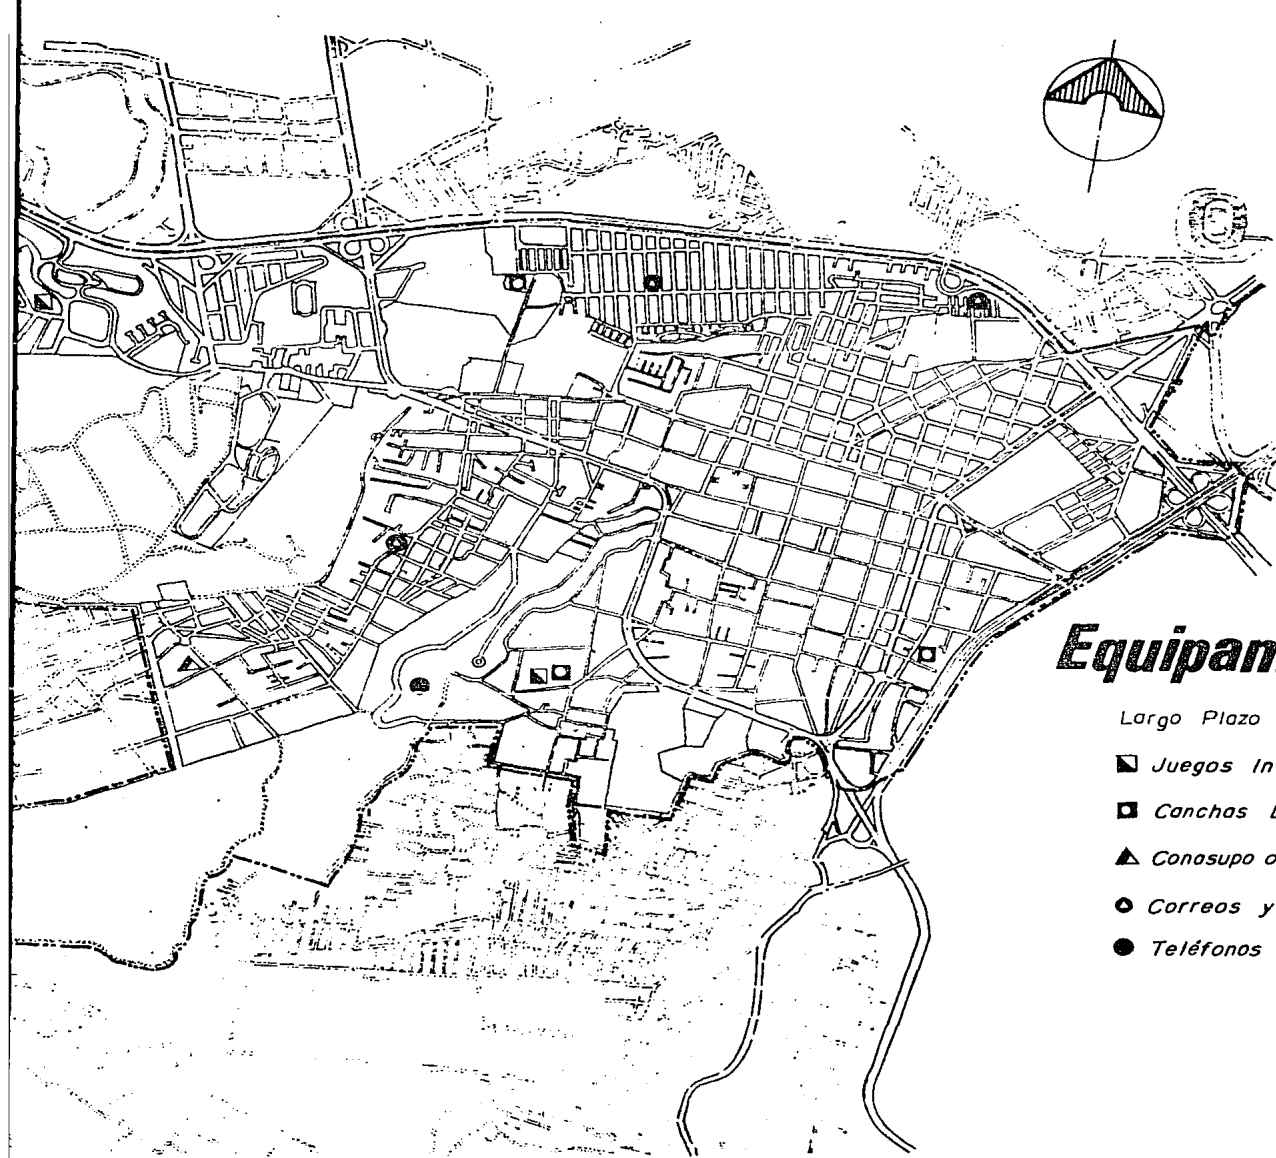 Equipam
Largo Plazo
Juegos In
Canchas
Conasupo o
Correos y
Teléfonos